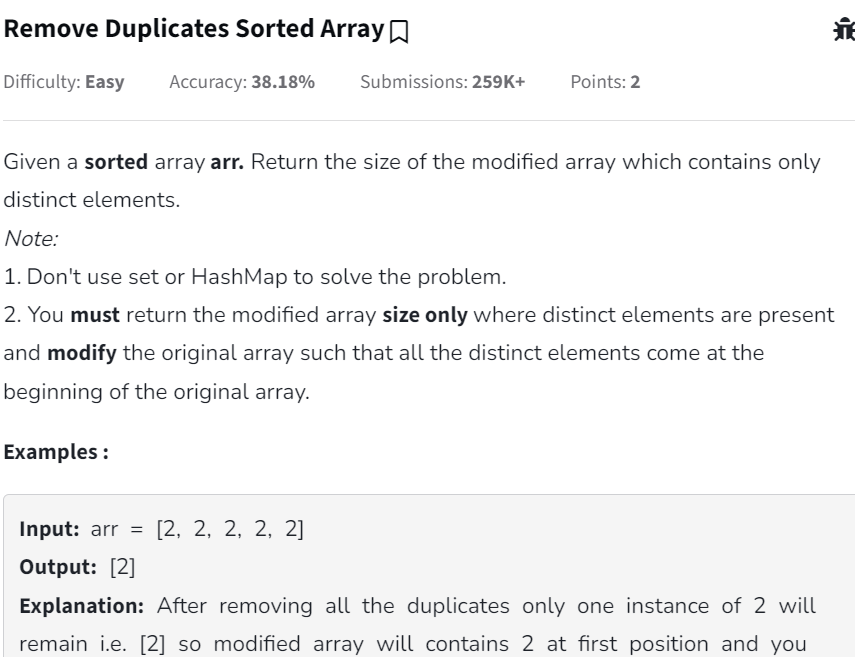 Remove Duplicates Sorted Array
Difficulty: Easy Accuracy: 38.18% Submissions: 259K+ Points: 2
Given a sorted array arr. Return the size of the modified array which contains only
distinct elements.
Note:
1. Don't use set or HashMap to solve the problem.
2. You must return the modified array size only where distinct elements are present
and modify the original array such that all the distinct elements come at the
beginning of the original array.
Examples :
Input: arr = [2, 2, 2, 2, 2]
Output: [2]
Explanation: After removing all the duplicates only one instance of 2 will
remain i.e. [2] so modified array will contains 2 at first position and you